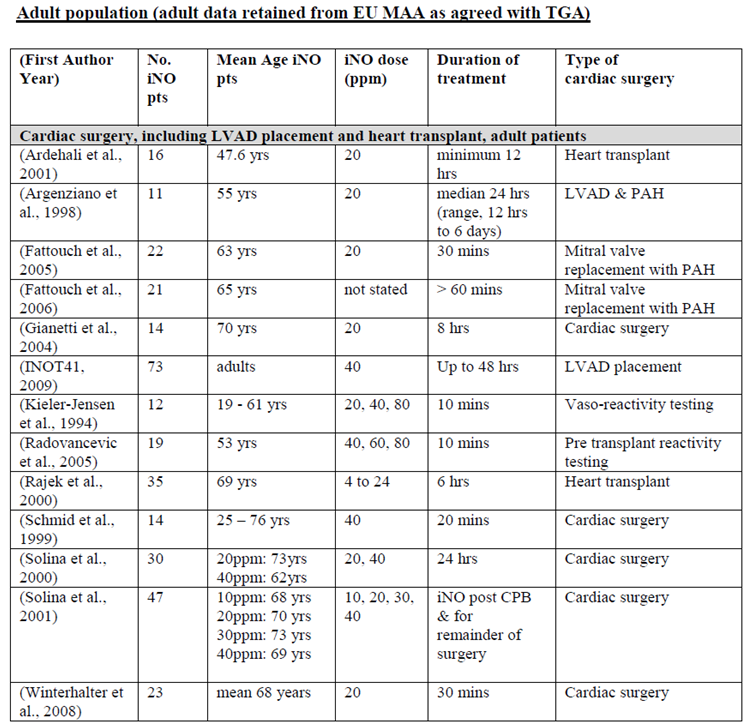 Adult population (adult data retained from EU MAA as agreed with TGA)
(First Author Year) No. iNO pts Mean Age iNO pts iNO dose (ppm) Duration of treatment Type of cardiac surgery
Cardiac surgery, including LVAD placement and heart transplant, adult patients
(Ardehali et al., 2001) 16 47.6 yrs 20 minimum 12 hrs Heart transplant
(Argenziano et al., 1998) 11 55 yrs 20 median 24 hrs (range, 12 hrs to 6 days) LVAD & PAH
(Fattouch et al., 2005) 22 63 yrs 20 30 mins Mitral valve replacement with PAH
(Fattouch et al., 2006) 21 65 yrs not stated > 60 mins Mitral valve replacement with PAH
(Gianetti et al., 2004) 14 70 yrs 20 8 hrs Cardiac surgery
(INOT41, 2009) 73 adults 40 Up to 48 hrs LVAD placement
(Kieler-Jensen et al., 1994) 12 19 - 61 yrs 20, 40, 80 10 mins Vaso-reactivity testing
(Radovancevic et al., 2005) 19 53 yrs 40, 60, 80 10 mins Pre transplant reactivity testing
(Rajek et al., 2000) 35 69 yrs 4 to 24 6 hrs Heart transplant
(Schmid et al., 1999) 14 25 – 76 yrs 40 20 mins Cardiac surgery
(Solina et al., 2000) 30 20ppm: 73yrs 40ppm: 62yrs 20, 40 24 hrs Cardiac surgery
(Solina et al., 2001) 47 10ppm: 68 yrs 20ppm: 70 yrs 30ppm: 73 yrs 40ppm: 69 yrs 10, 20, 30, 40 iNO post CPB & for remainder of surgery Cardiac surgery
(Winterhalter et al., 2008) 23 mean 68 years 20 30 mins Cardiac surgery